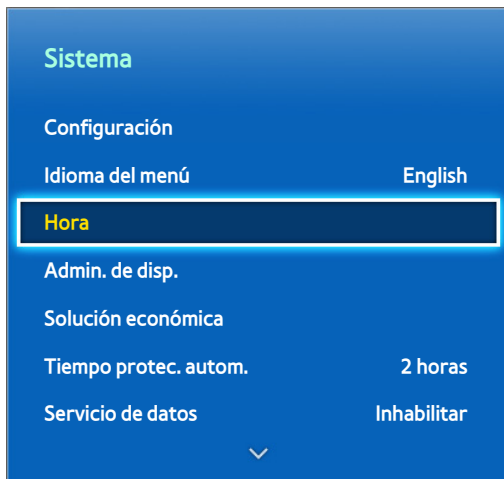 Sistema
Configuración
Idioma del menú English
Hora
Admin. de disp.
Solución económica
Tiempo protec. autom. 2 horas
Servicio de datos Inhabilitar